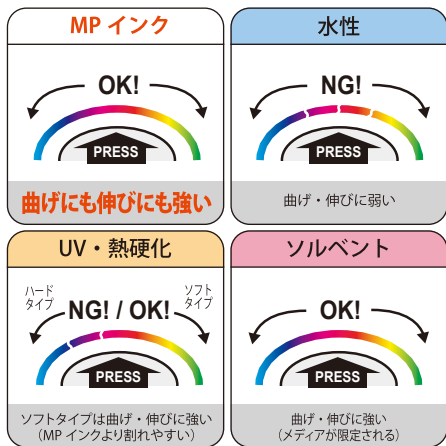 MP インク
OK!
PRESS
曲げにも伸びにも強い
水性
NG!
PRESS
曲げ・伸びに弱い
UV・熱硬化
ハード
タイプ
NG! / OK!
ソフト
タイプ
PRESS
ソフトタイプは曲げ・伸びに強い
(MP インクより割れやすい)
ソルベント
OK!
PRESS
曲げ・伸びに強い
(メディアが限定される)